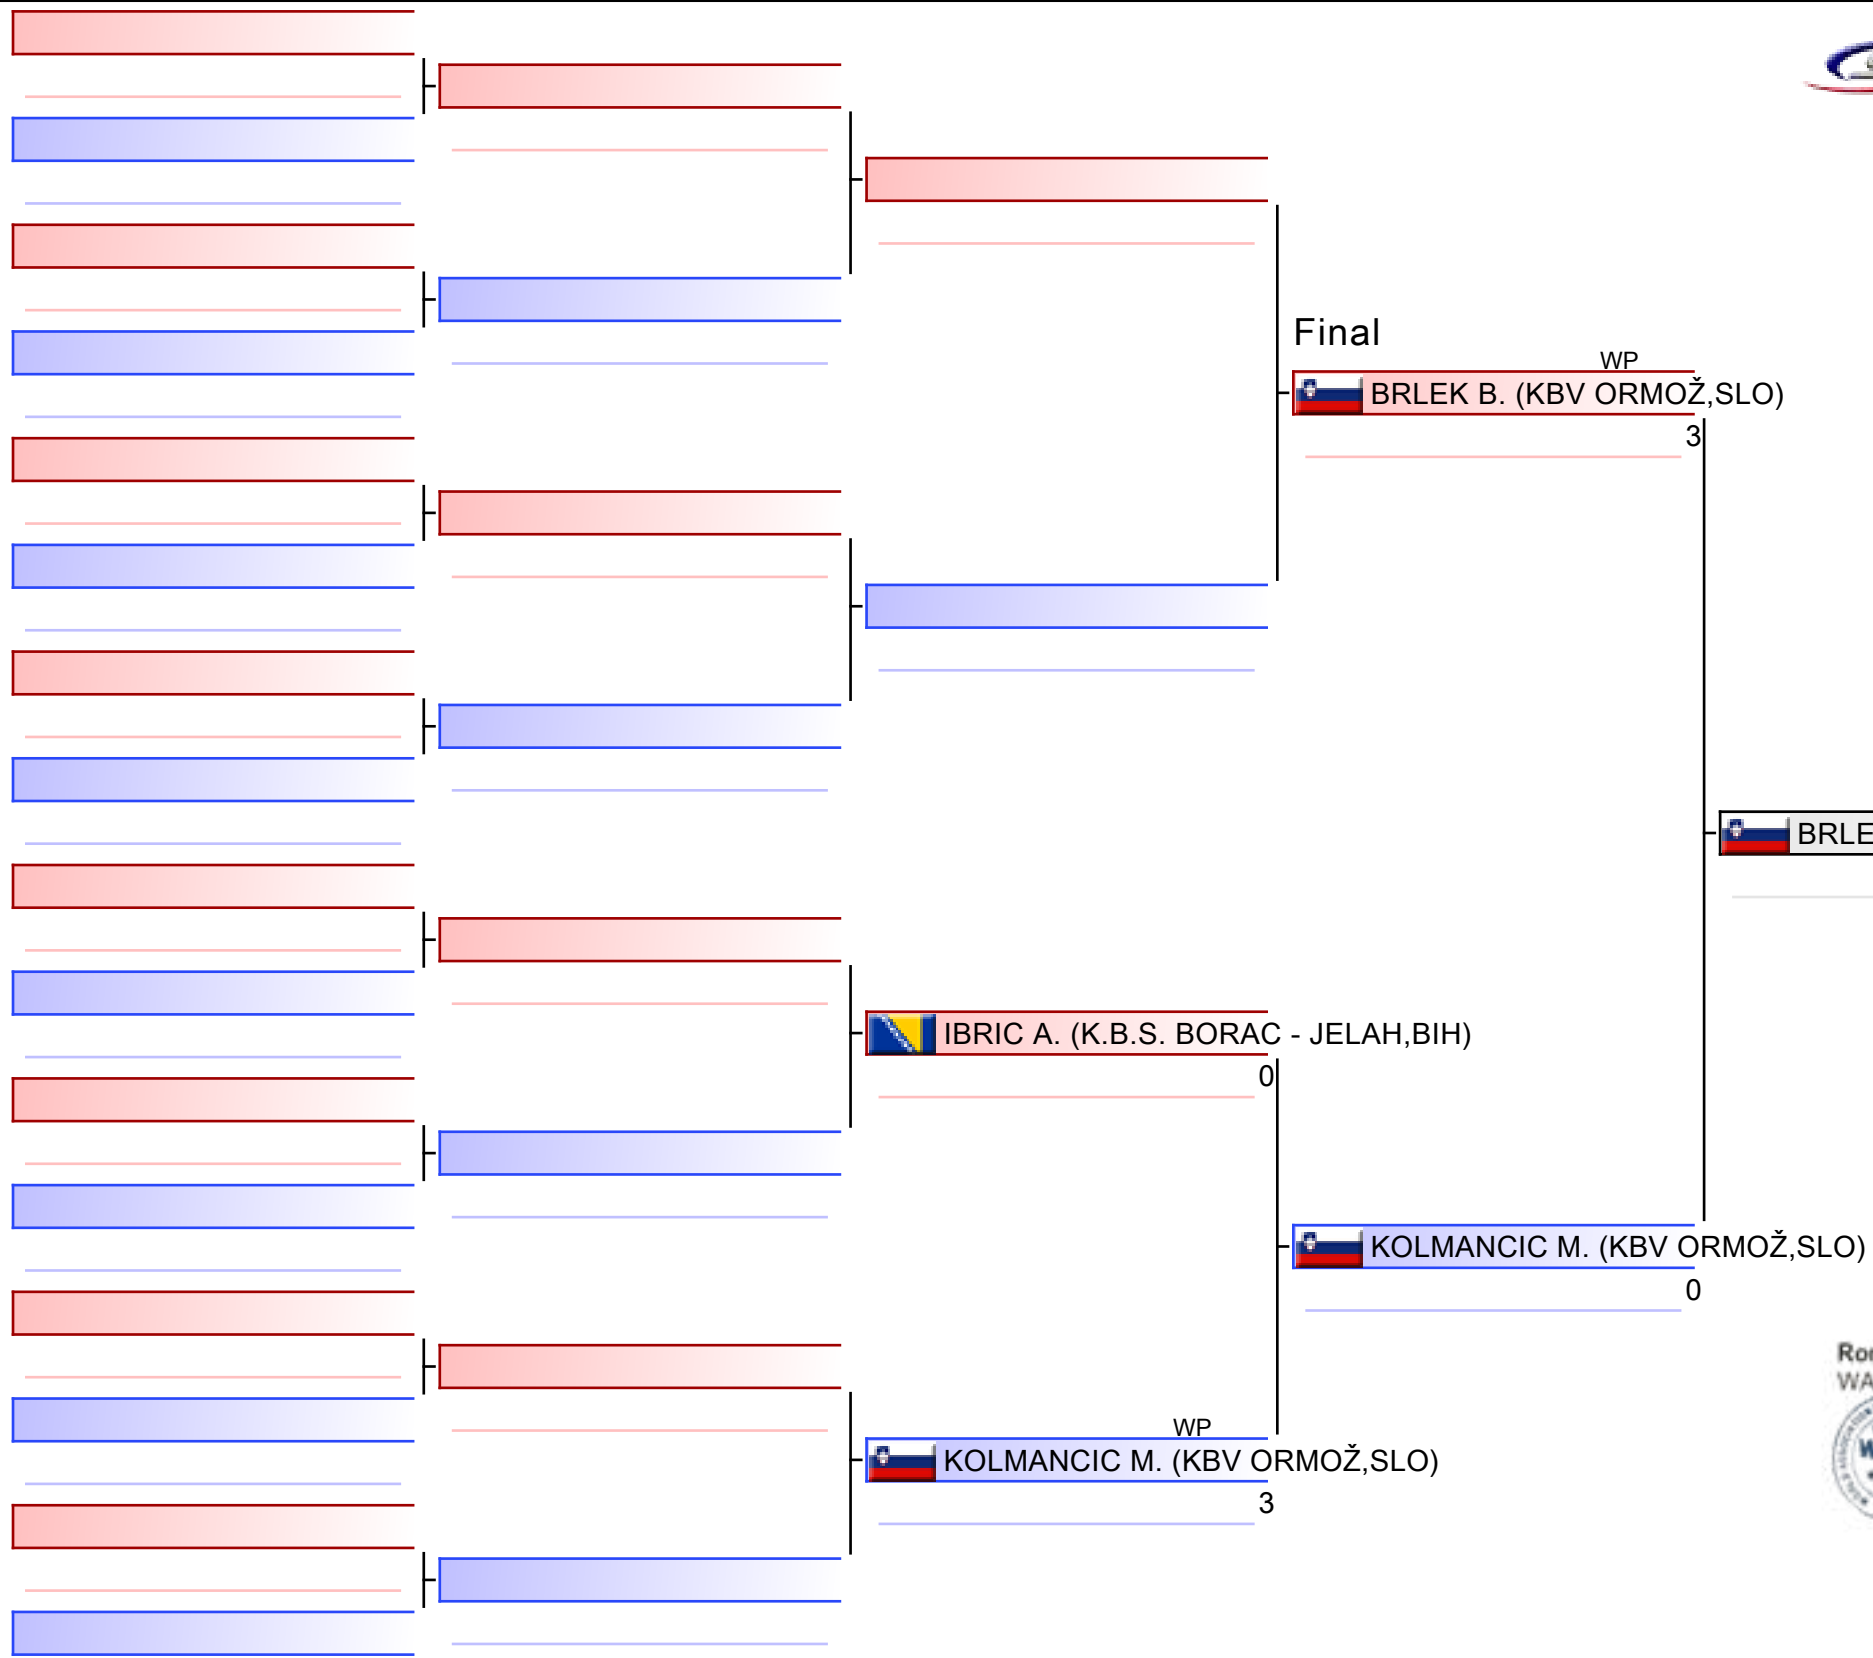 Final
WP
BRLEK B. (KBV ORMOŽ,SLO)
3
BRLE
IBRIC A. (K.B.S. BORAC - JELAH,BIH)
0
KOLMANCIC M. (KBV ORMOŽ,SLO)
0
WP
KOLMANCIC M. (KBV ORMOŽ,SLO)
3